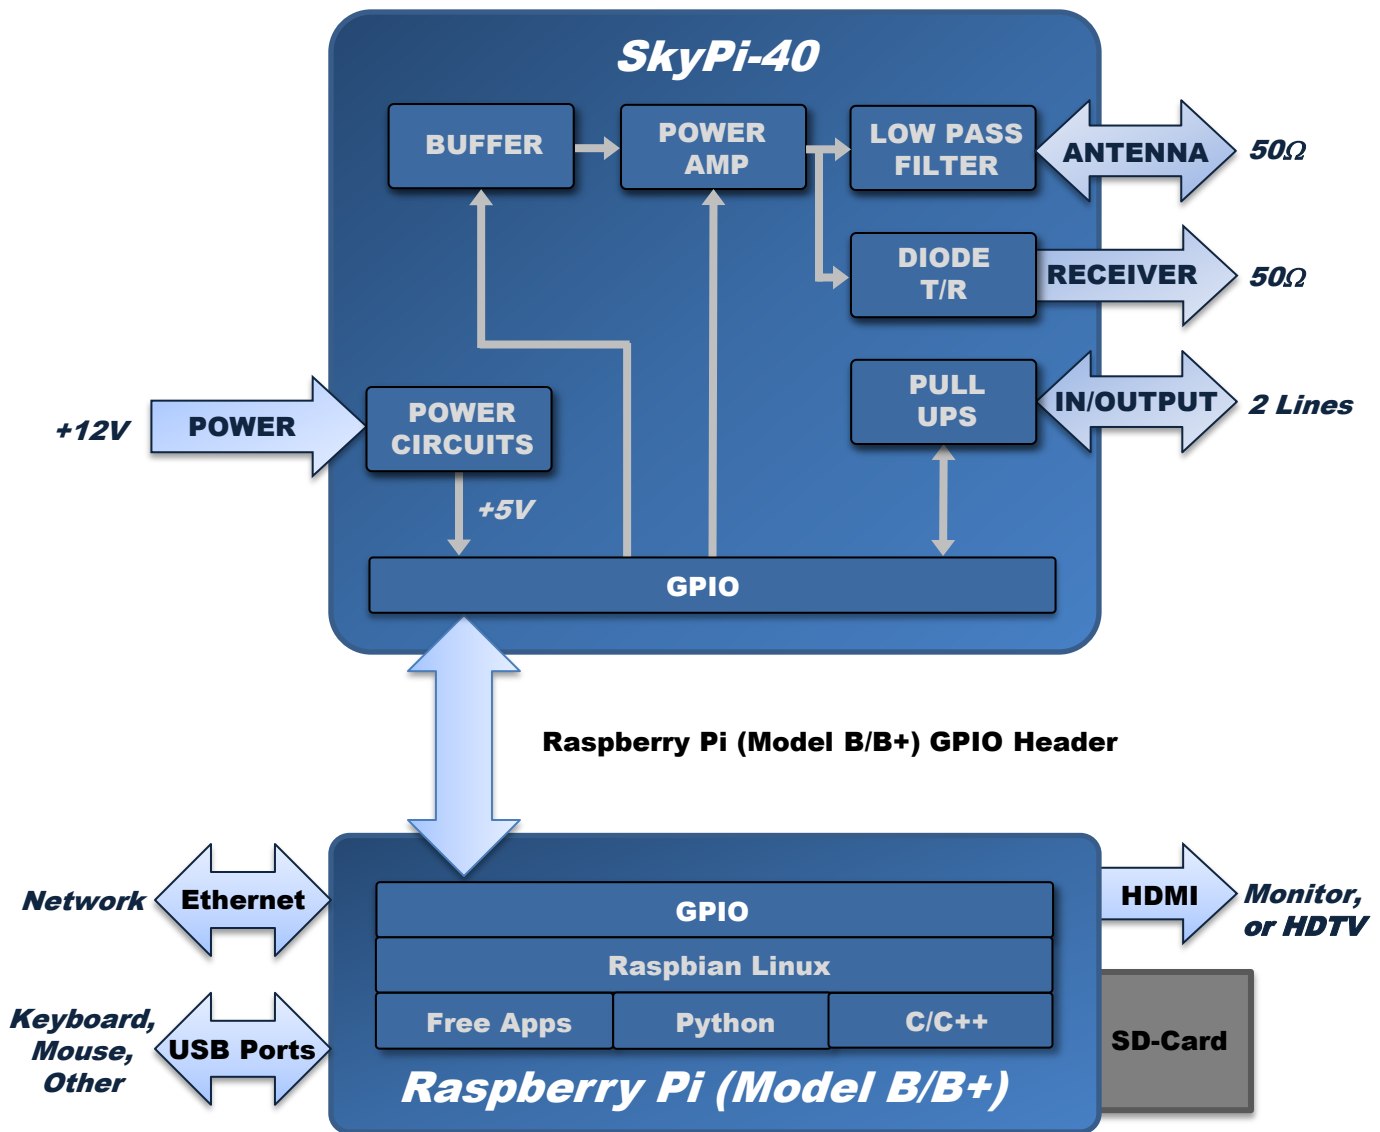 SkyPi-40
BUFFER
POWER
AMP
LOW PASS
FILTER
ANTENNA
50Ω
DIODE
T/R
RECEIVER
50Ω
PULL
UPS
IN/OUTPUT
2 Lines
+12V
POWER
POWER
CIRCUITS
+5V
GPIO
Raspberry Pi (Model B/B+) GPIO Header
Network
Ethernet
GPIO
HDMI
Monitor,
or HDTV
Raspbian Linux
Keyboard,
Mouse,
Other
USB Ports
Free Apps
Python
C/C++
SD-Card
Raspberry Pi (Model B/B+)